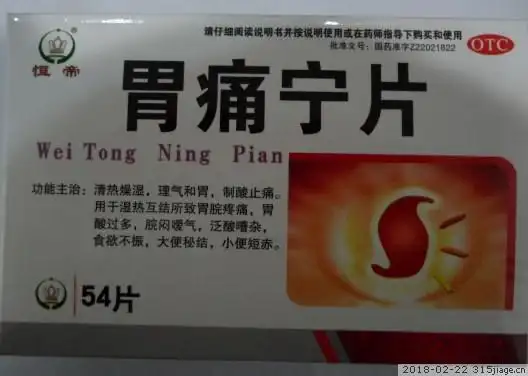 请仔细阅读说明书并按说明使用或在药师指导下购买和使用
批准文号：国药准字Z22021822
OTC
恒帝
胃痛宁片
Wei Tong Ning Pian
功能主治：清热燥湿，理气和胃，制酸止痛。
用于湿热互结所致胃脘疼痛，胃
酸过多，脘闷嗳气，泛酸嘈杂，
食欲不振，大便秘结，小便短赤。
54片
2018-02-22 315jiage.cn